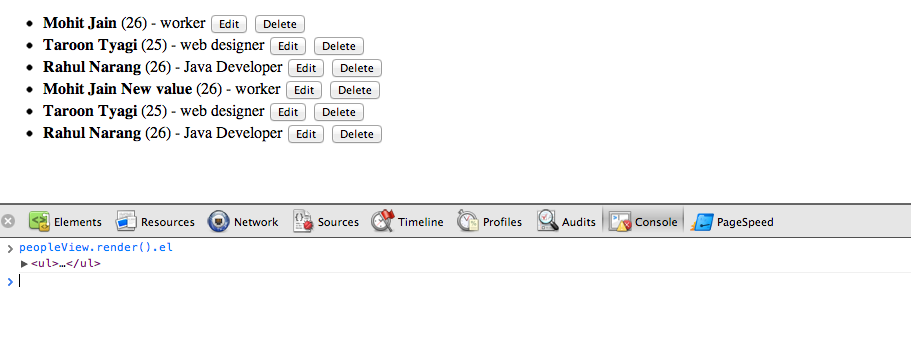 • Mohit Jain (26) - worker Edit Delete
• Taroon Tyagi (25) - web designer Edit Delete
• Rahul Narang (26) - Java Developer Edit Delete
• Mohit Jain New value (26) - worker Edit Delete
• Taroon Tyagi (25) - web designer Edit Delete
• Rahul Narang (26) - Java Developer Edit Delete
Elements Resources Network Sources Timeline Profiles Audits Console PageSpeed
> peopleView.render().el
▶<ul>…</ul>
>